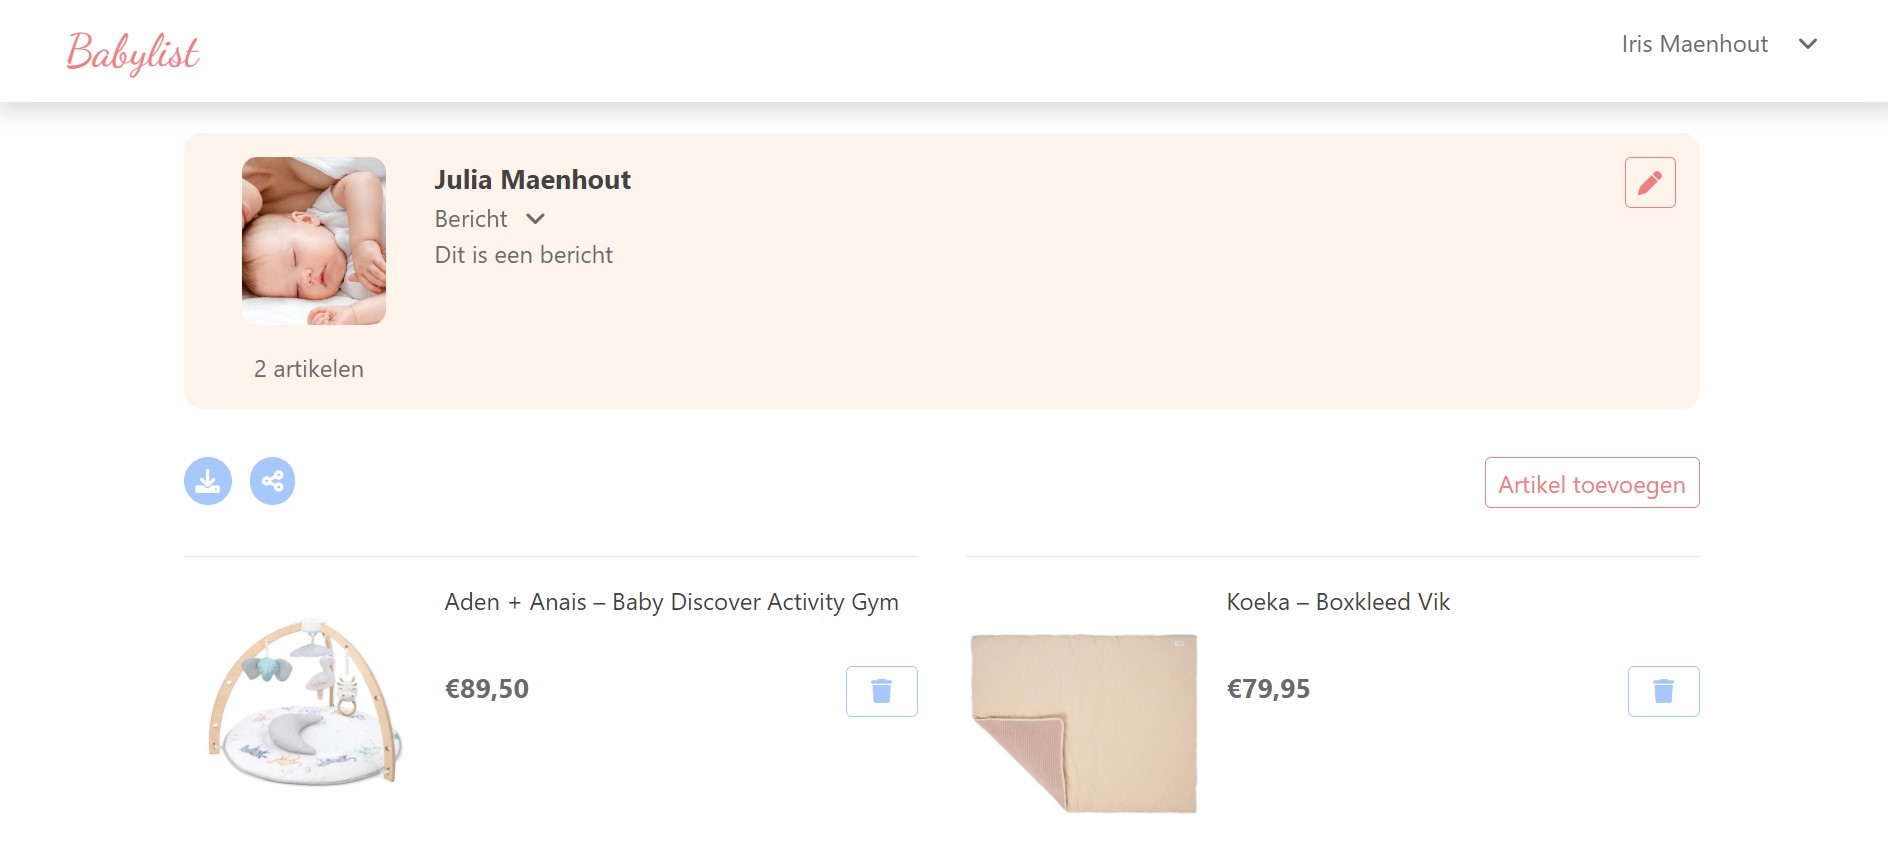 Babylist
Iris Maenhout
Julia Maenhout
Bericht
Dit is een bericht
2 artikelen
Artikel toevoegen
Aden + Anais – Baby Discover Activity Gym
€89,50
Koeka – Boxkleed Vik
€79,95